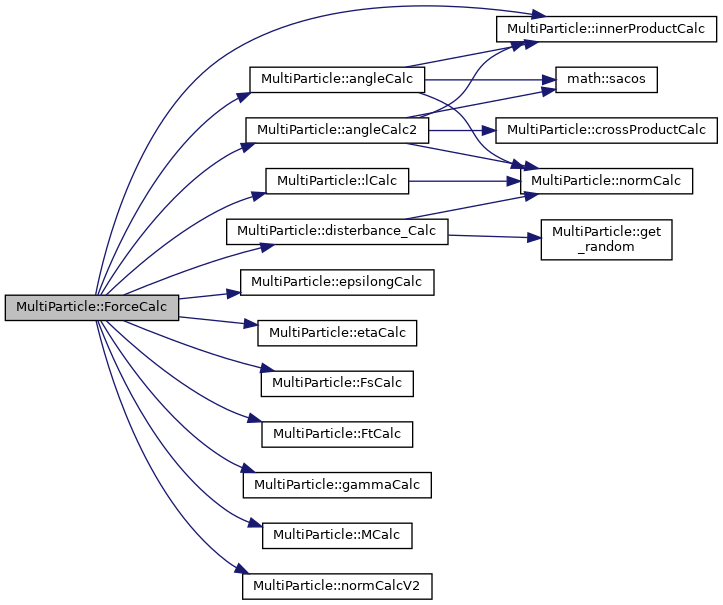 MultiParticle::innerProductCalc
MultiParticle::angleCalc
math::sacos
MultiParticle::angleCalc2
MultiParticle::crossProductCalc
MultiParticle::lCalc
MultiParticle::normCalc
MultiParticle::disterbance_Calc
MultiParticle::get
_random
MultiParticle::epsilongCalc
MultiParticle::ForceCalc
MultiParticle::etaCalc
MultiParticle::FsCalc
MultiParticle::FtCalc
MultiParticle::gammaCalc
MultiParticle::MCalc
MultiParticle::normCalcV2